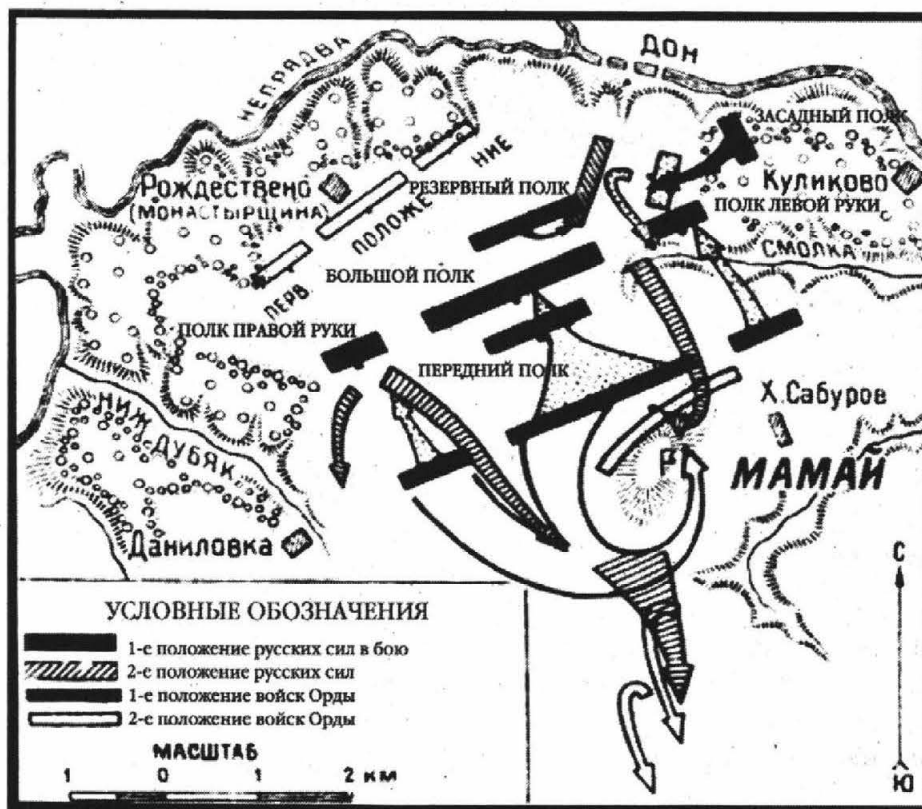 НЕПРЯДВА
ДОН
ЗАСАДНЫЙ ПОЛК
Рождествено
(МОНАСТЫРЩИНА)
ПЕРВ ПОЛОЖЕ НИЕ
РЕЗЕРВНЫЙ ПОЛК
Куликово
ПОЛК ЛЕВОЙ РУКИ
СМОЛКА
БОЛЬШОЙ ПОЛК
ПОЛК ПРАВОЙ РУКИ
ПЕРЕДНИЙ ПОЛК
НИЖ ДУБЯК
Х.Сабуров
МАМАЙ
Даниловка
УСЛОВНЫЕ ОБОЗНАЧЕНИЯ
1-е положение русских сил в бою
2-е положение русских сил
1-е положение войск Орды
2-е положение войск Орды
МАСШТАБ
1 0 1 2 км
С
Ю